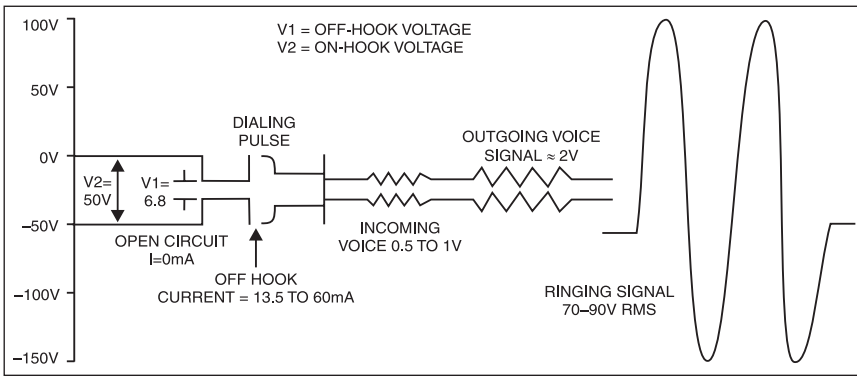 100V
50V
0V
–50V
–100V
–150V
V1 = OFF-HOOK VOLTAGE
V2 = ON-HOOK VOLTAGE
DIALING
PULSE
OUTGOING VOICE
SIGNAL ≈ 2V
V2=
50V
V1=
6.8
OPEN CIRCUIT
I=0mA
INCOMING
VOICE 0.5 TO 1V
OFF HOOK
CURRENT = 13.5 TO 60mA
RINGING SIGNAL
70–90V RMS